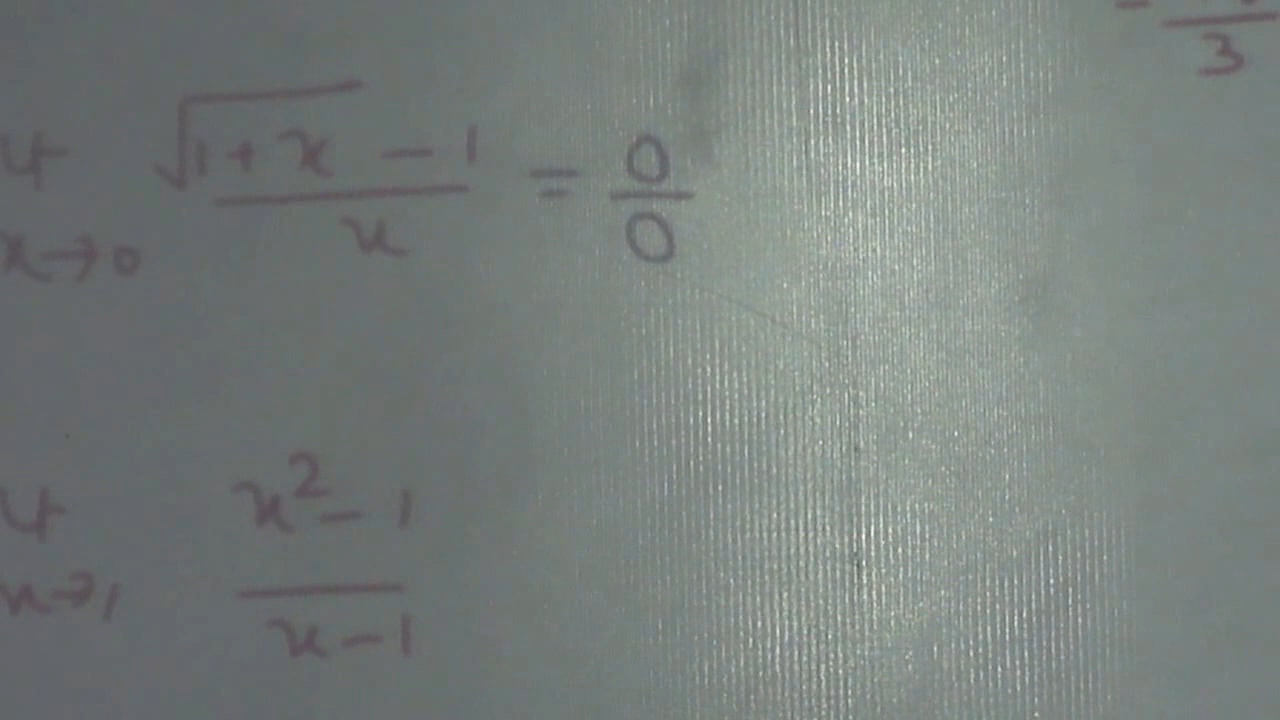 Lt x→0 (√(1+x) - 1)/x = 0/0
Lt x→1 (x² - 1)/(x - 1)
3